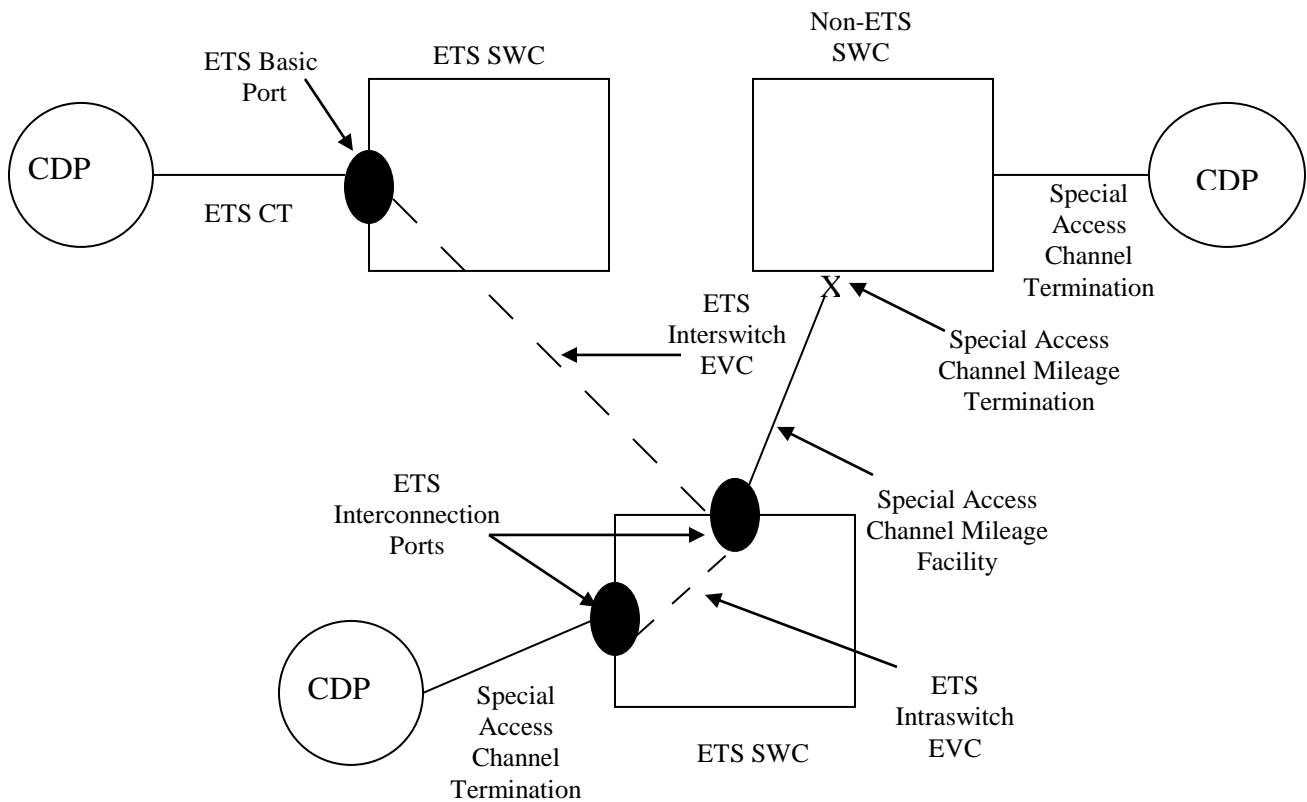 Non-ETS
SWC
ETS SWC
ETS Basic
Port
CDP
ETS CT
CDP
Special
Access
Channel
Termination
X
ETS
Interswitch
EVC
Special Access
Channel Mileage
Termination
ETS
Interconnection
Ports
Special Access
Channel Mileage
Facility
CDP
Special
Access
Channel
Termination
ETS
Intraswitch
EVC
ETS SWC